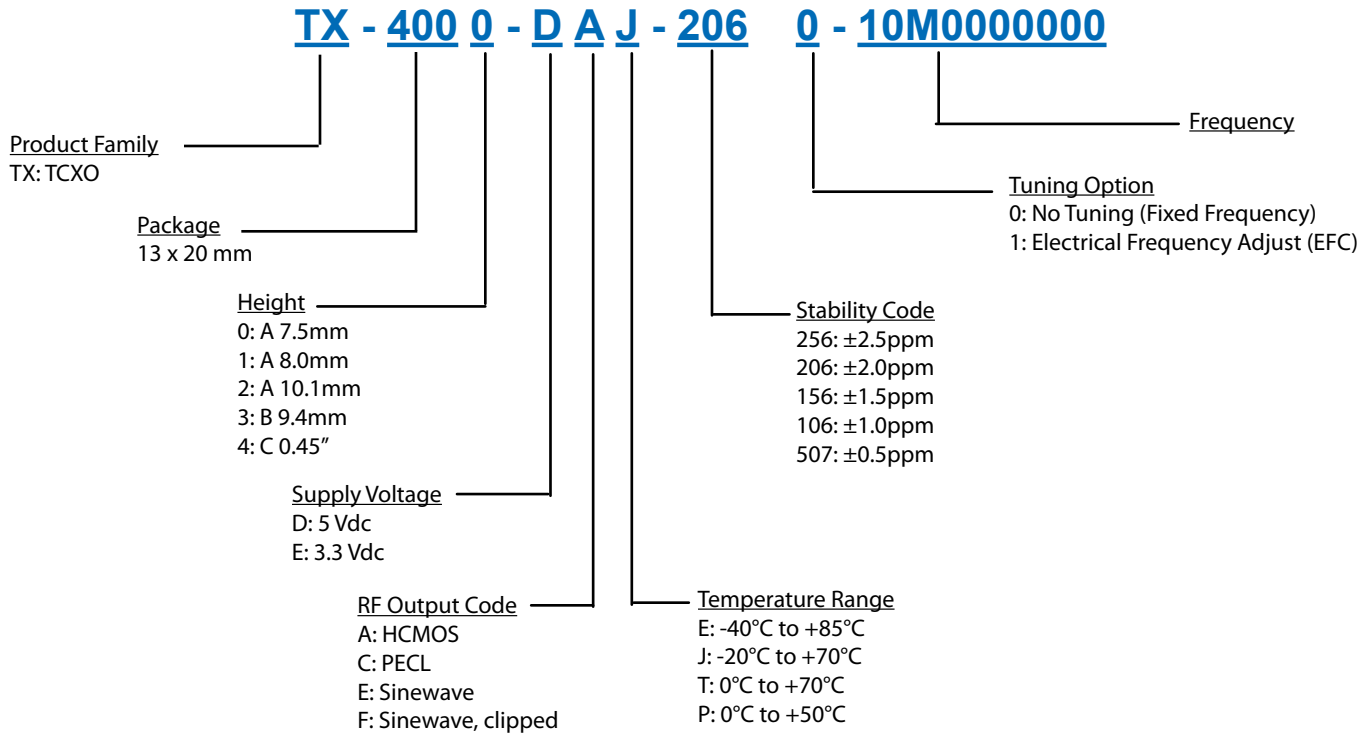 TX - 400 0 - D A J - 206 0 - 10M0000000
Product Family
TX: TCXO
Package
13 x 20 mm
Height
0: A 7.5mm
1: A 8.0mm
2: A 10.1mm
3: B 9.4mm
4: C 0.45”
Supply Voltage
D: 5 Vdc
E: 3.3 Vdc
RF Output Code
A: HCMOS
C: PECL
E: Sinewave
F: Sinewave, clipped
Temperature Range
E: -40°C to +85°C
J: -20°C to +70°C
T: 0°C to +70°C
P: 0°C to +50°C
Stability Code
256: ±2.5ppm
206: ±2.0ppm
156: ±1.5ppm
106: ±1.0ppm
507: ±0.5ppm
Tuning Option
0: No Tuning (Fixed Frequency)
1: Electrical Frequency Adjust (EFC)
Frequency